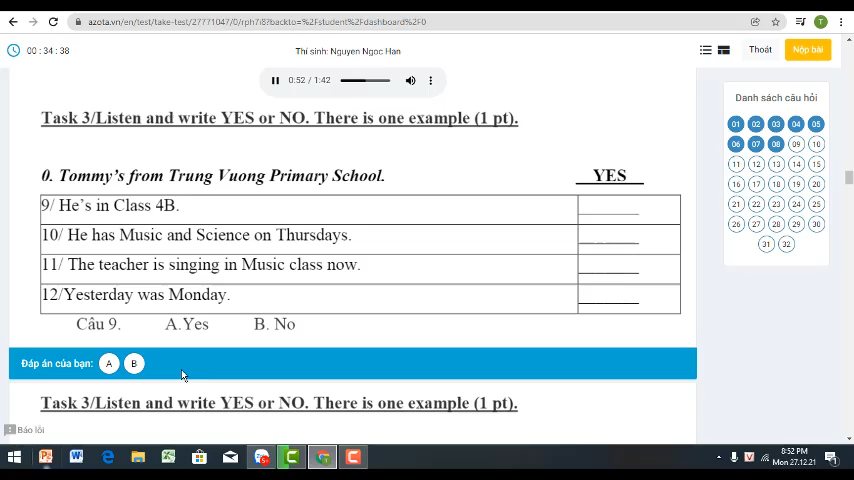 azota.vn/en/test/take-test/27771047/0/rph7i8?backto=%2Fstudent%2Fdashboard%2F0
T
00 : 34 : 38
Thí sinh: Nguyen Ngoc Han
Thoát
Nộp bài
0:52 / 1:42
Task 3/Listen and write YES or NO. There is one example (1 pt).
0. Tommy's from Trung Vuong Primary School. YES
9/ He's in Class 4B. ______
10/ He has Music and Science on Thursdays. ______
11/ The teacher is singing in Music class now. ______
12/Yesterday was Monday. ______
Câu 9. A.Yes B. No
Đáp án của bạn: A B
Task 3/Listen and write YES or NO. There is one example (1 pt).
Báo lỗi
Danh sách câu hỏi
01 02 03 04 05
06 07 08 09 10
11 12 13 14 15
16 17 18 19 20
21 22 23 24 25
26 27 28 29 30
31 32
8:52 PM
Mon 27.12.21